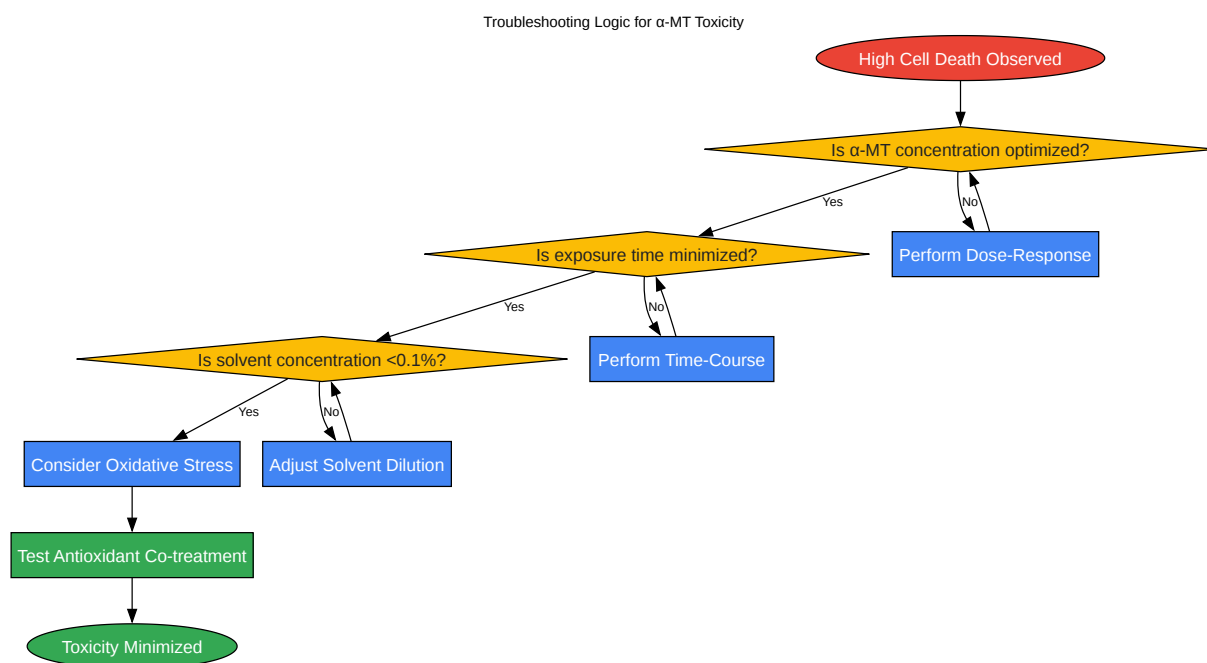 Troubleshooting Logic for α-MT Toxicity
High Cell Death Observed
Is α-MT concentration optimized?
Yes
No
Is exposure time minimized?
Perform Dose-Response
Yes
No
Is solvent concentration <0.1%?
Perform Time-Course
Yes
No
Consider Oxidative Stress
Adjust Solvent Dilution
Test Antioxidant Co-treatment
Toxicity Minimized